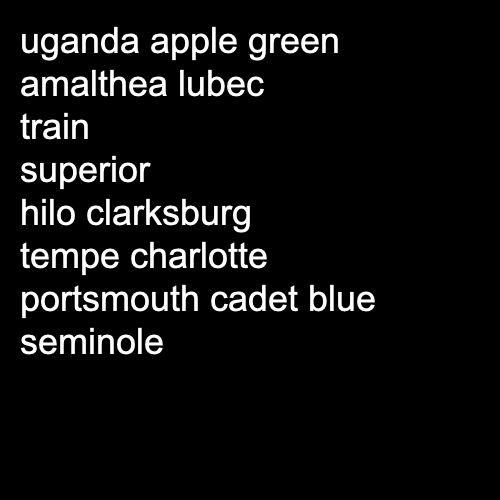 uganda apple green
amalthea lubec
train
superior
hilo clarksburg
tempe charlotte
portsmouth cadet blue
seminole